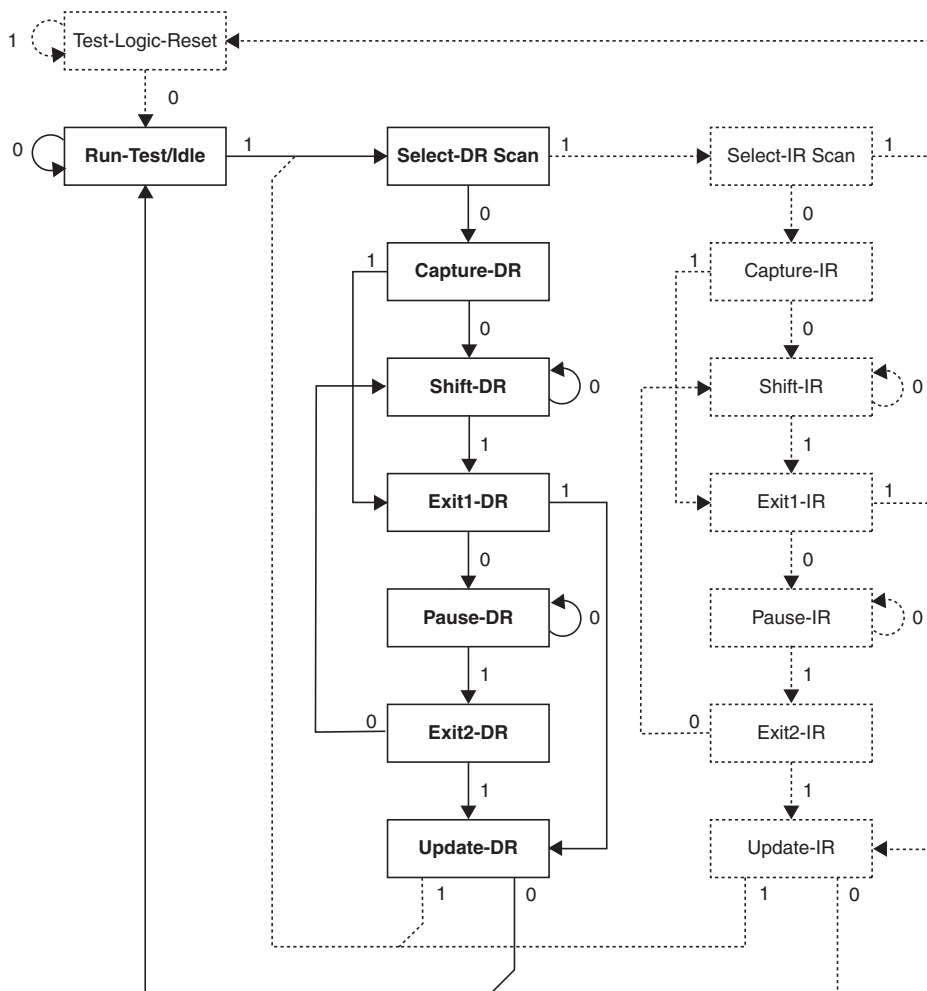 1 Test-Logic-Reset
0
0 Run-Test/Idle 1 Select-DR Scan 1 Select-IR Scan 1
0 0
1 Capture-DR 1 Capture-IR
0 0
Shift-DR 0 Shift-IR 0
1 1
Exit1-DR 1 Exit1-IR 1
0 0
Pause-DR 0 Pause-IR 0
1 1
0 Exit2-DR 0 Exit2-IR
1 1
Update-DR Update-IR
1 0 1 0